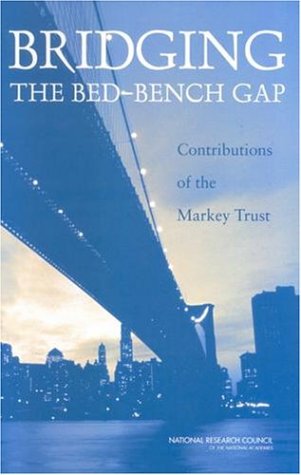 BRIDGING
THE BED-BENCH GAP
Contributions
of the
Markey Trust
NATIONAL RESEARCH COUNCIL
OF THE NATIONAL ACADEMIES